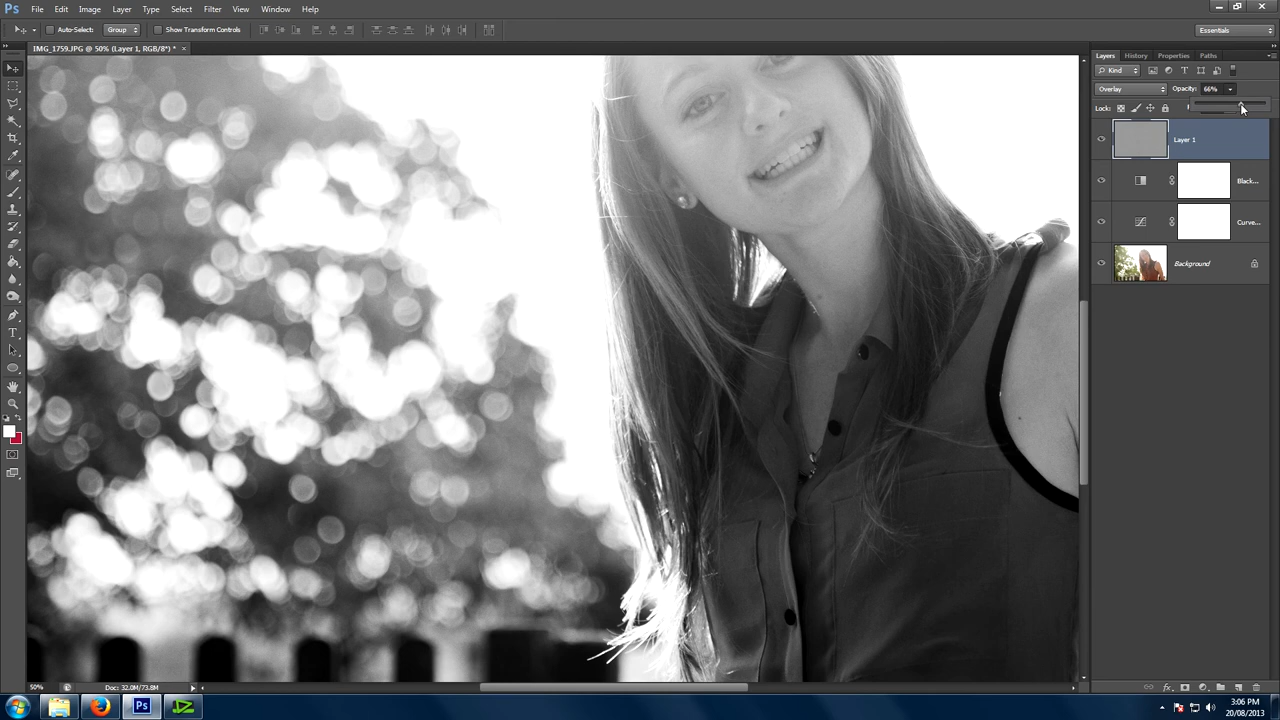 Ps File Edit Image Layer Type Select Filter View Window Help
Auto-Select: Group Show Transform Controls Essentials
IMG_1759.JPG @ 50% (Layer 1, RGB/8*) * ×
Layers History Properties Paths
Kind
Overlay Opacity: 66%
Lock:
Layer 1
Black...
Curve...
Background
50% Doc: 32.0M/73.8M
Ps
3:06 PM
20/08/2013